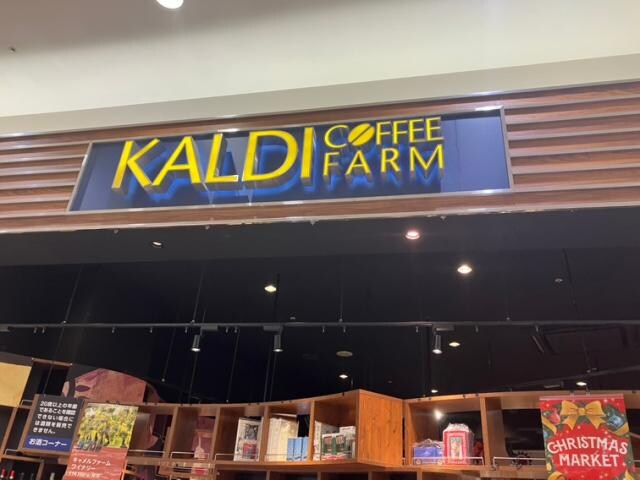 KALDI
COFFEE
FARM
20歳以上の年齢
であることを確認
できない場合に
は酒類を販売で
きません。
お酒コーナー
キャメルファーム
ワイナリー
CHRISTMAS
MARKET